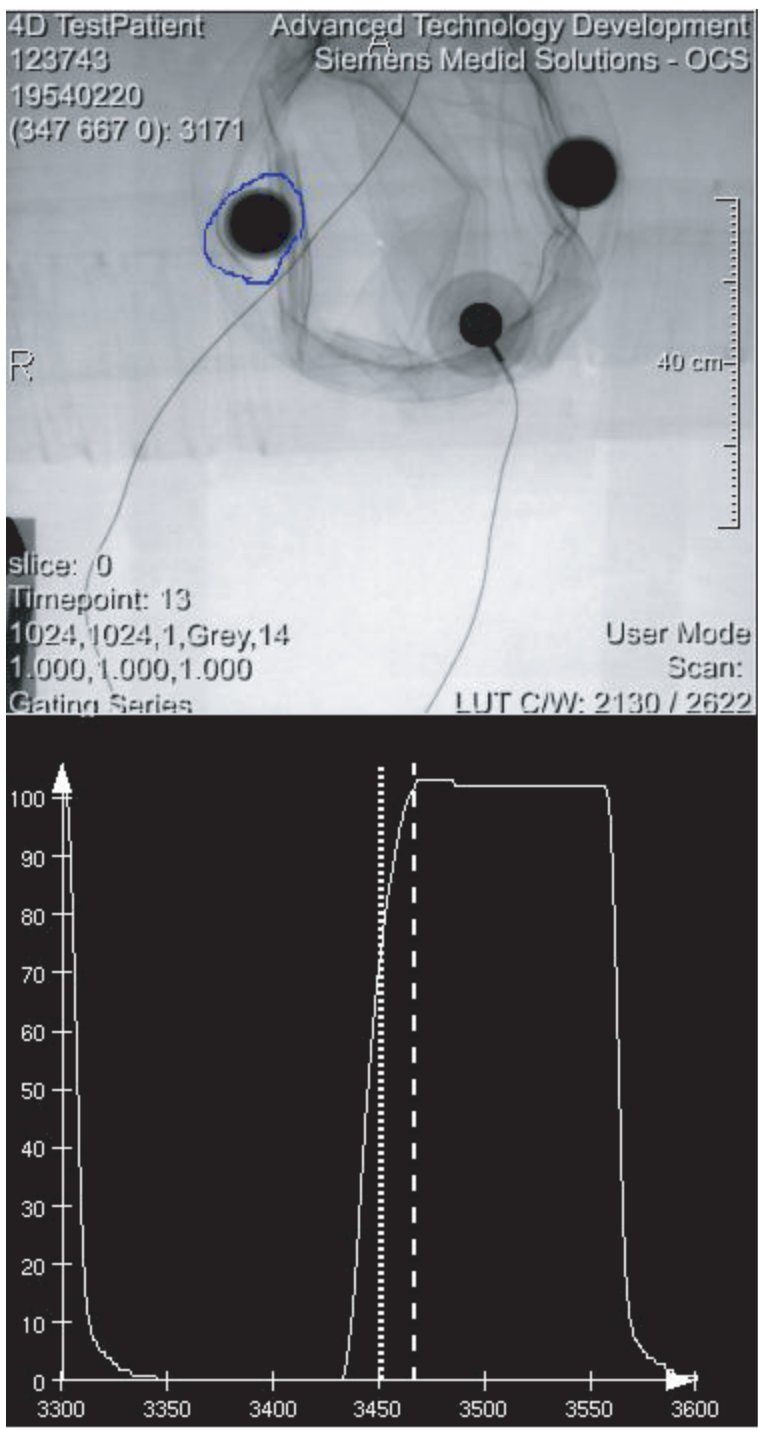 4D TestPatient
Advanced Technology Development
123743
A
Siemens Medicl Solutions - OCS
19540220
(347 667 0): 3171
R
40 cm
slice: 0
Timepoint: 13
1024,1024,1,Grey,14
User Mode
1.000,1.000,1.000
Scan:
Gating Series
LUT C/W: 2130 / 2622
100
90
80
70
60
50
40
30
20
10
0
3300 3350 3400 3450 3500 3550 3600